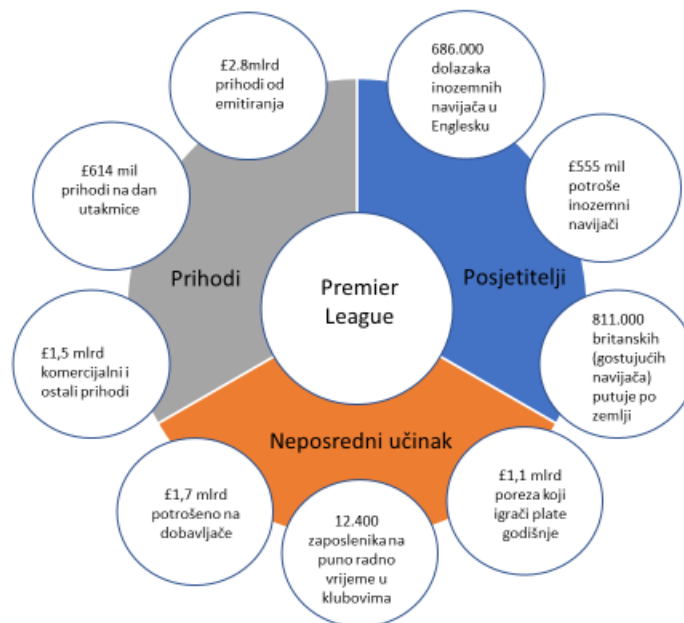 £2.8mlrd
prihodi od
emitiranja
686.000
dolazaka
inozemnih
navijača u
Englesku
£614 mil
prihodi na dan
utakmice
£555 mil
potroše
inozemni
navijači
Prihodi
Premier
League
Posjetitelji
£1,5 mlrd
komercijalni i
ostali prihodi
811.000
britanskih
(gostujućih
navijača)
putuje po
zemlji
Neposredni učinak
£1,7 mlrd
potrošeno na
dobavljače
12.400
zaposlenika na
puno radno
vrijeme u
klubovima
£1,1 mlrd
poreza koji
igrači plate
godišnje